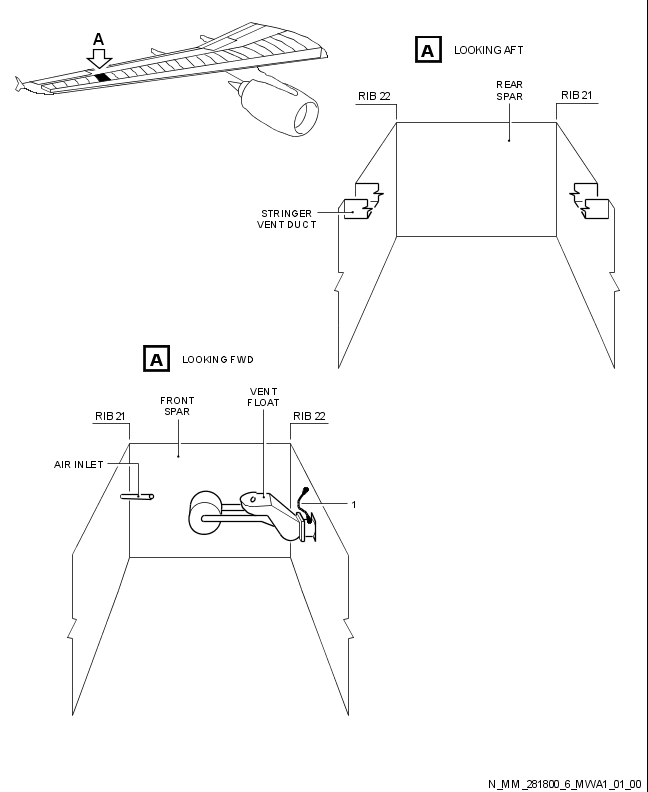 A
A LOOKING AFT
RIB 22
REAR
SPAR
RIB 21
STRINGER
VENT DUCT
A LOOKING FWD
RIB 21
FRONT
SPAR
VENT
FLOAT
RIB 22
AIR INLET
1
N_MM_281800_6_MWA1_01_00